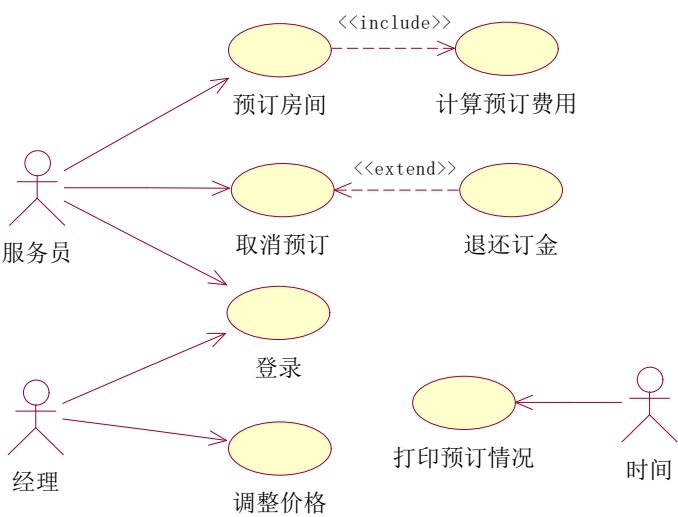 <<include>>
预订房间
计算预订费用
<<extend>>
服务员
取消预订
退还订金
登录
经理
调整价格
打印预订情况
时间